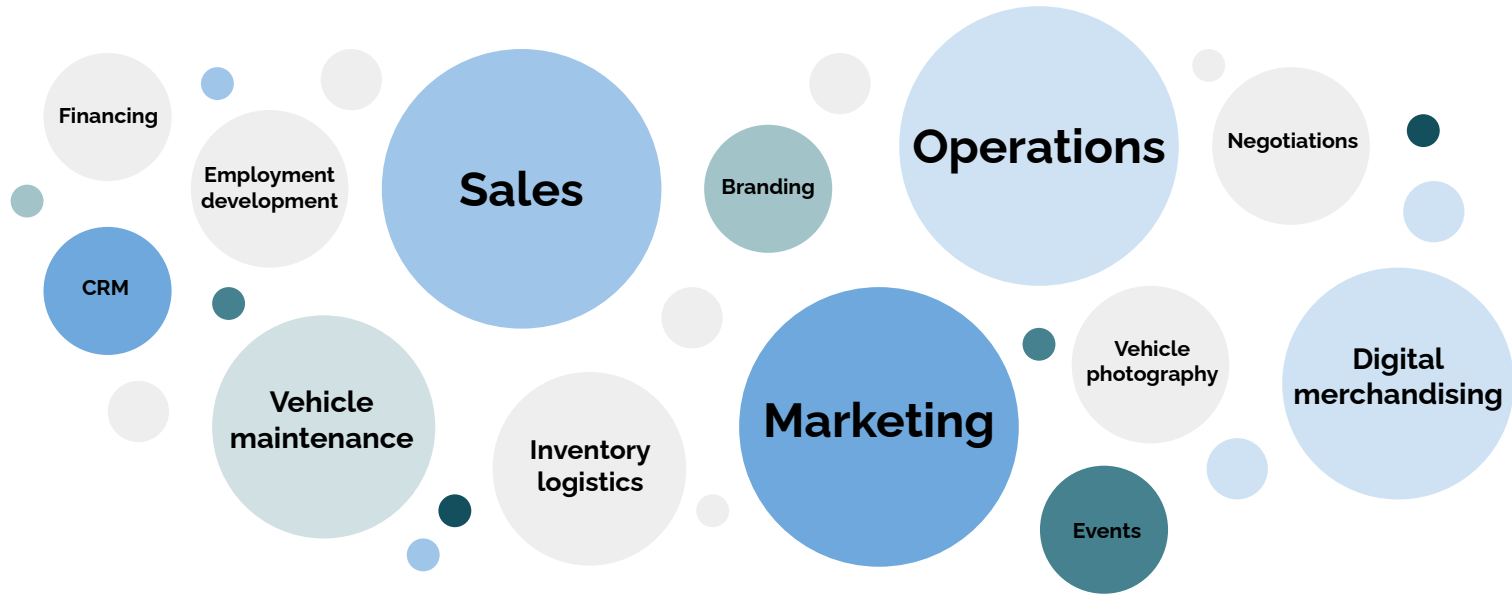 Financing
Employment
development
Sales
Branding
Operations
Negotiations
CRM
Vehicle
maintenance
Inventory
logistics
Marketing
Vehicle
photography
Digital
merchandising
Events